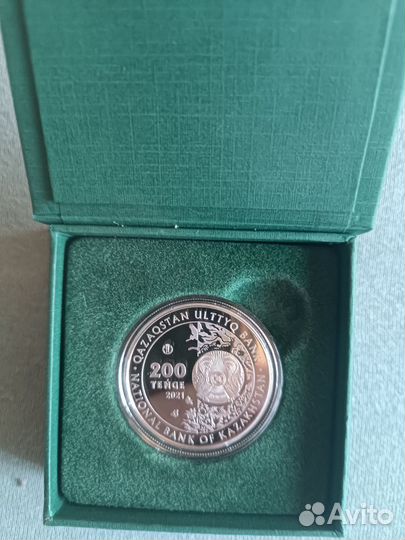 QAZAQSTAN ULTTYQ BANKI
200
TEŃGE
2021
NATIONAL BANK OF KAZAKHSTAN
Avito